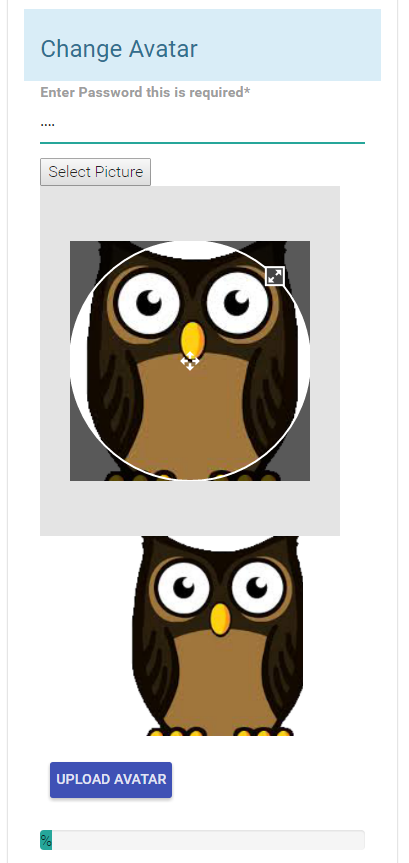 Change Avatar
Enter Password this is required*
....
Select Picture
UPLOAD AVATAR
%